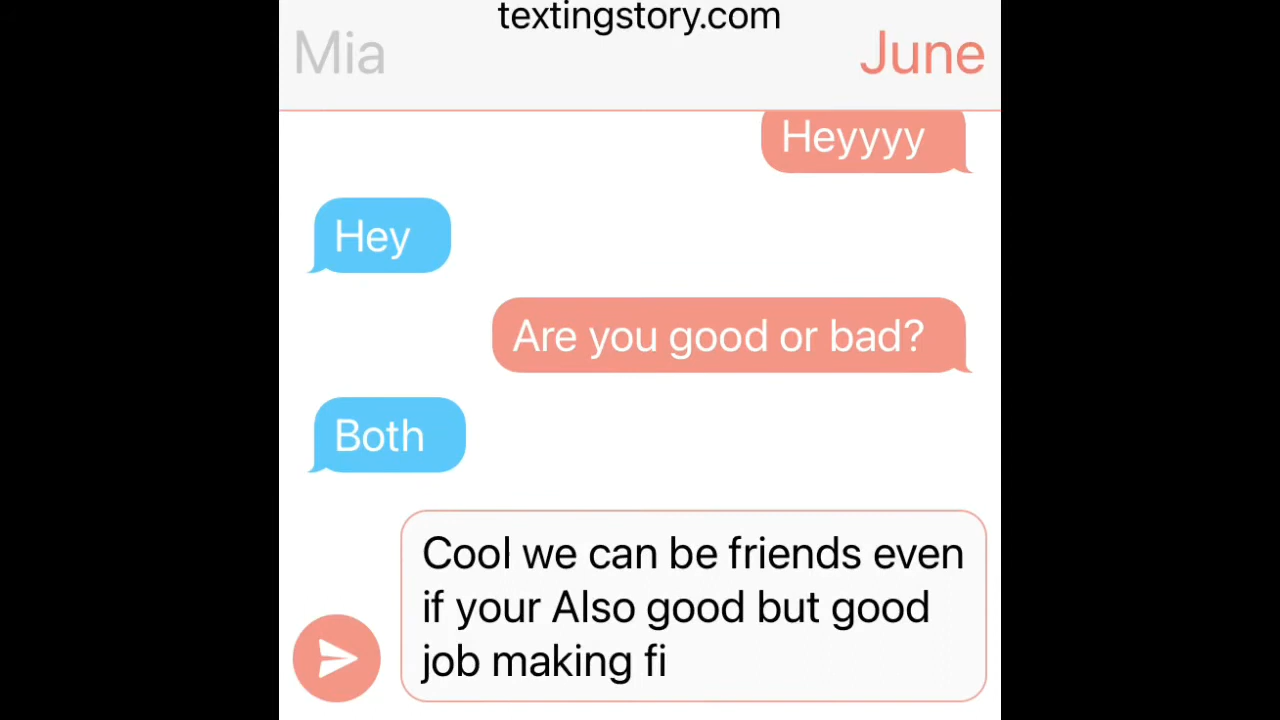 textingstory.com
Mia
June
Heyyyy
Hey
Are you good or bad?
Both
Cool we can be friends even
if your Also good but good
job making fi